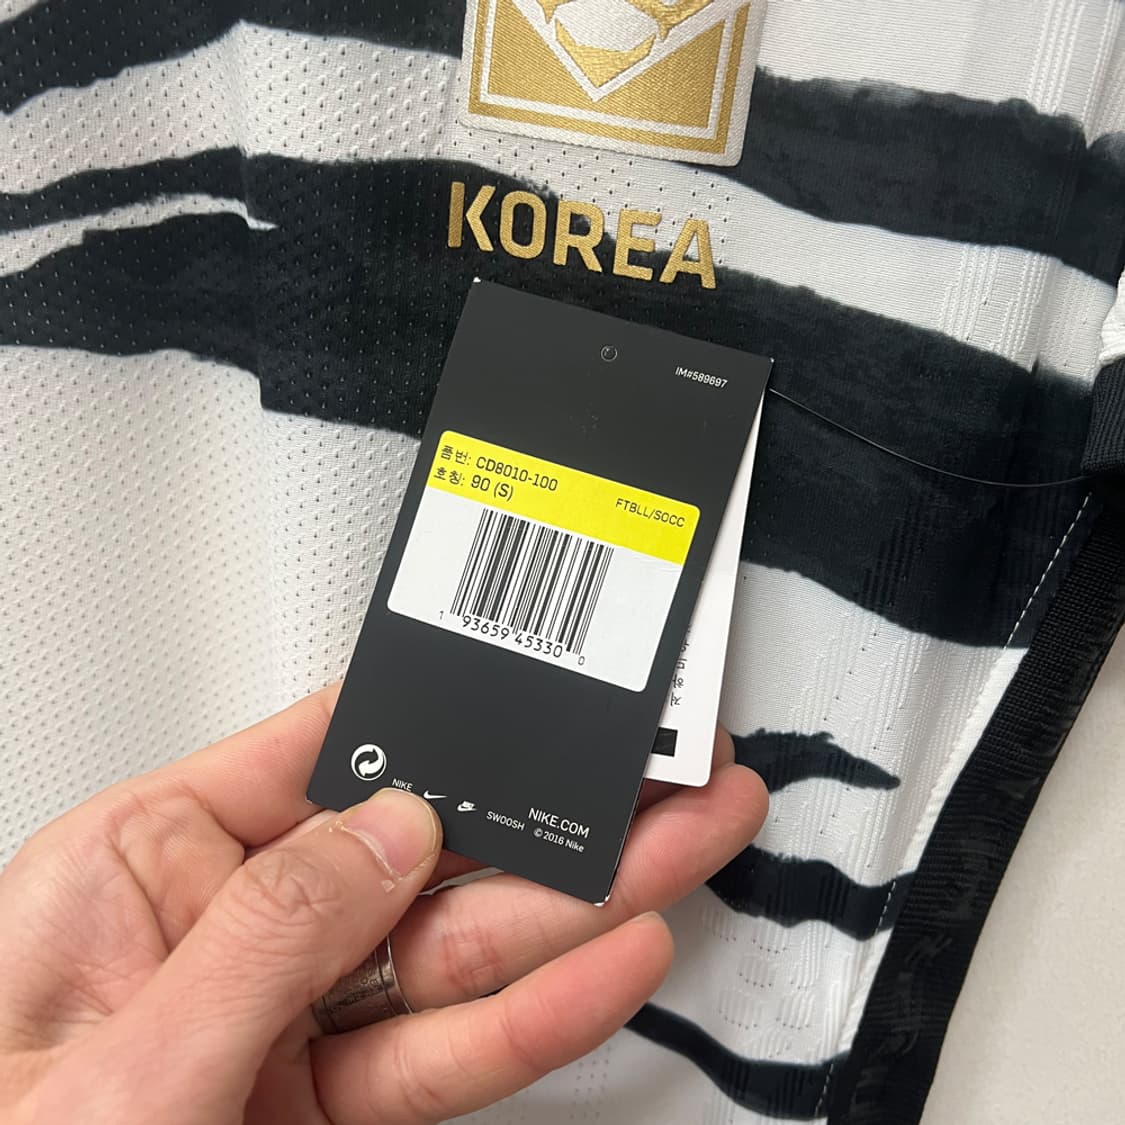 KOREA
IM#589697
품번: CD8010-100
호칭: 90 (S)
FTBLL/SOCC
1 93659 45330 0
NIKE
SWOOSH
NIKE.COM
©2016 Nike